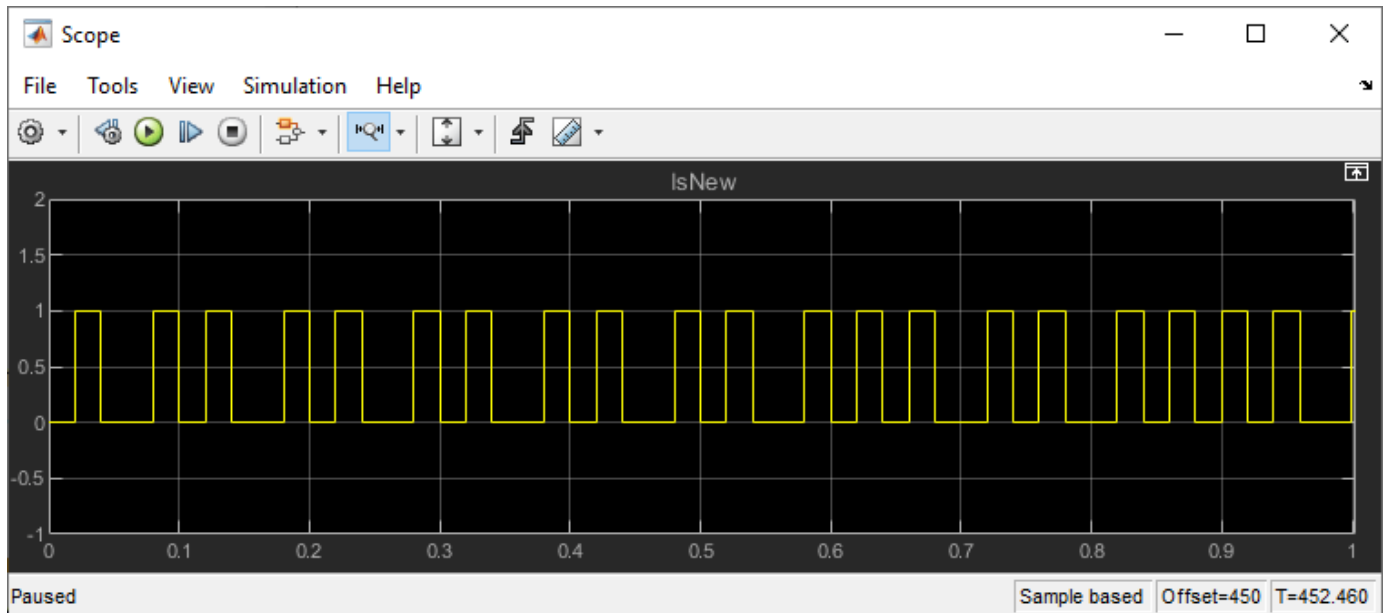 Scope
File Tools View Simulation Help
IsNew
2
1.5
1
0.5
0
-0.5
-1
0 0.1 0.2 0.3 0.4 0.5 0.6 0.7 0.8 0.9 1
Paused Sample based Offset=450 T=452.460